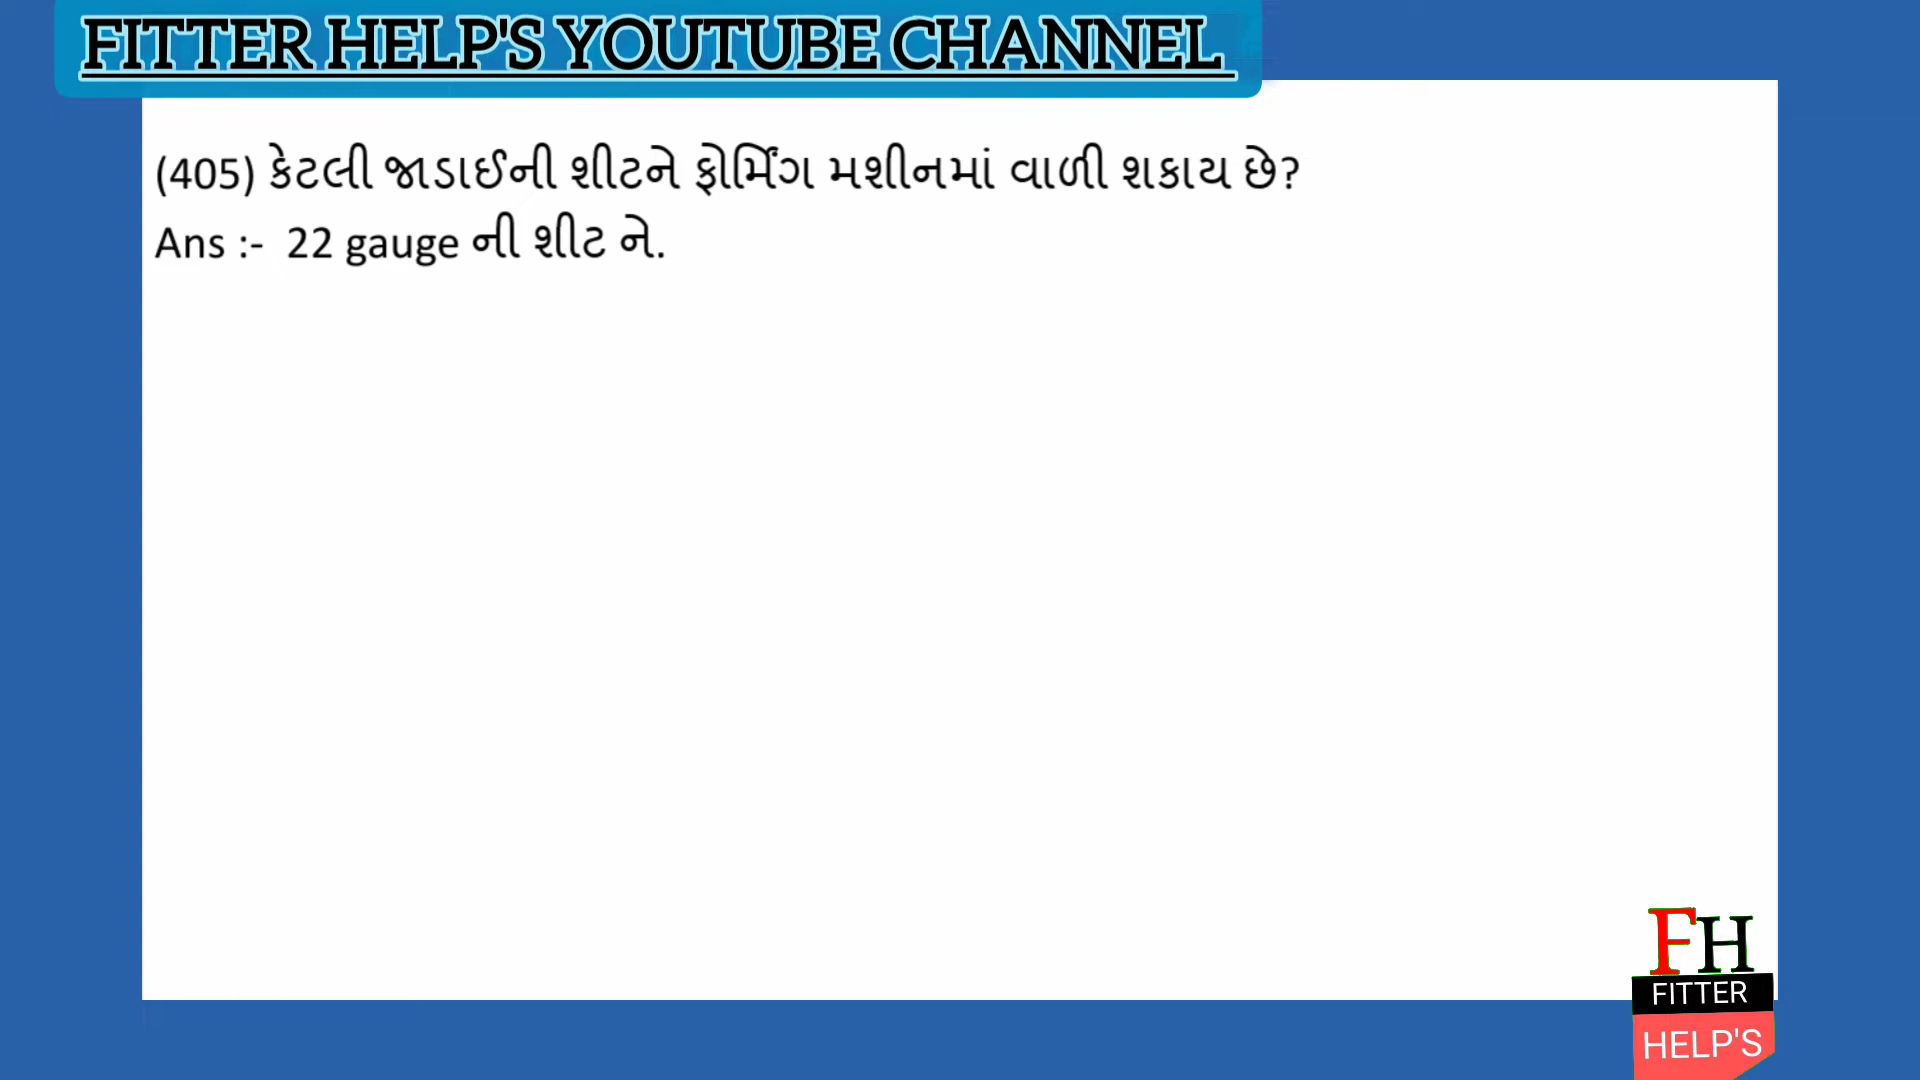 FITTER HELP'S YOUTUBE CHANNEL
(405) કેટલી જાડાઈની શીટને ફોર્મિંગ મશીનમાં વાળી શકાય છે?
Ans :-  22 gauge ની શીટ ને.
FH
FITTER
HELP'S